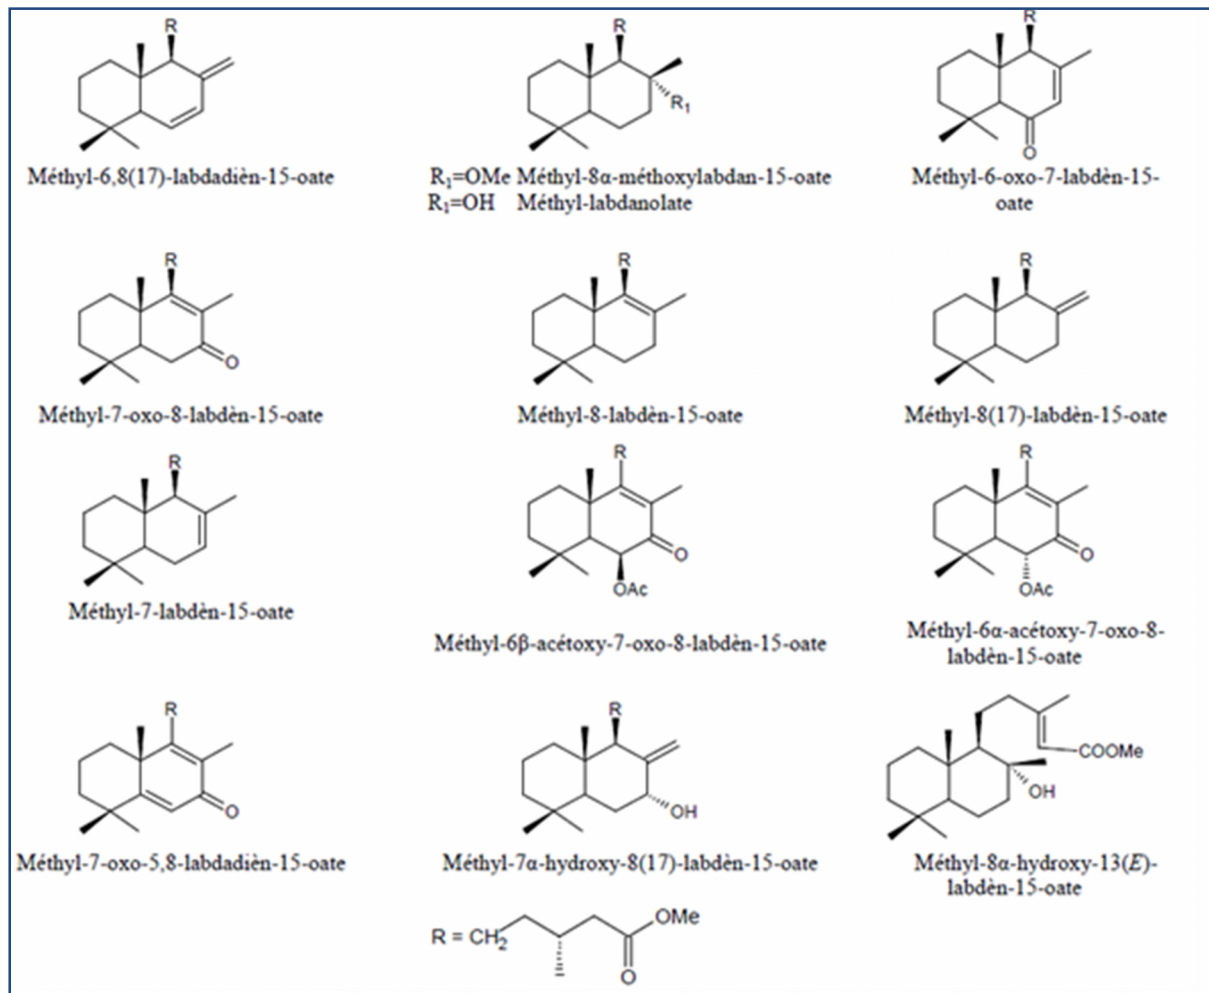 R
R
R
R₁
O
Méthyl-6,8(17)-labdadièn-15-oate
R₁=OMe Méthyl-8α-méthoxylabdan-15-oate
R₁=OH Méthyl-labdanolate
Méthyl-6-oxo-7-labdèn-15-
oate
R
R
R
O
Méthyl-7-oxo-8-labdèn-15-oate
Méthyl-8-labdèn-15-oate
Méthyl-8(17)-labdèn-15-oate
R
R
R
O
O
OAc
OAc
Méthyl-7-labdèn-15-oate
Méthyl-6β-acétoxy-7-oxo-8-labdèn-15-oate
Méthyl-6α-acétoxy-7-oxo-8-
labdèn-15-oate
R
R
COOMe
O
OH
OH
Méthyl-7-oxo-5,8-labdadièn-15-oate
Méthyl-7α-hydroxy-8(17)-labdèn-15-oate
Méthyl-8α-hydroxy-13(E)-
labdèn-15-oate
R = CH₂
OMe
O